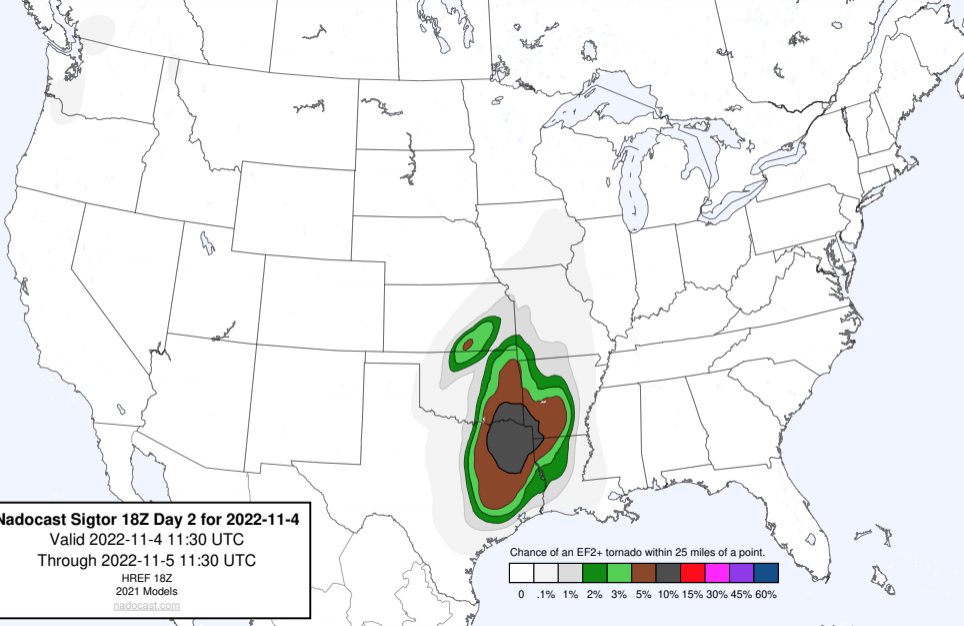 Nadocast Sigtor 18Z Day 2 for 2022-11-4
Valid 2022-11-4 11:30 UTC
Through 2022-11-5 11:30 UTC
HREF 18Z
2021 Models
nadocast.com
Chance of an EF2+ tornado within 25 miles of a point.
0 .1% 1% 2% 3% 5% 10% 15% 30% 45% 60%